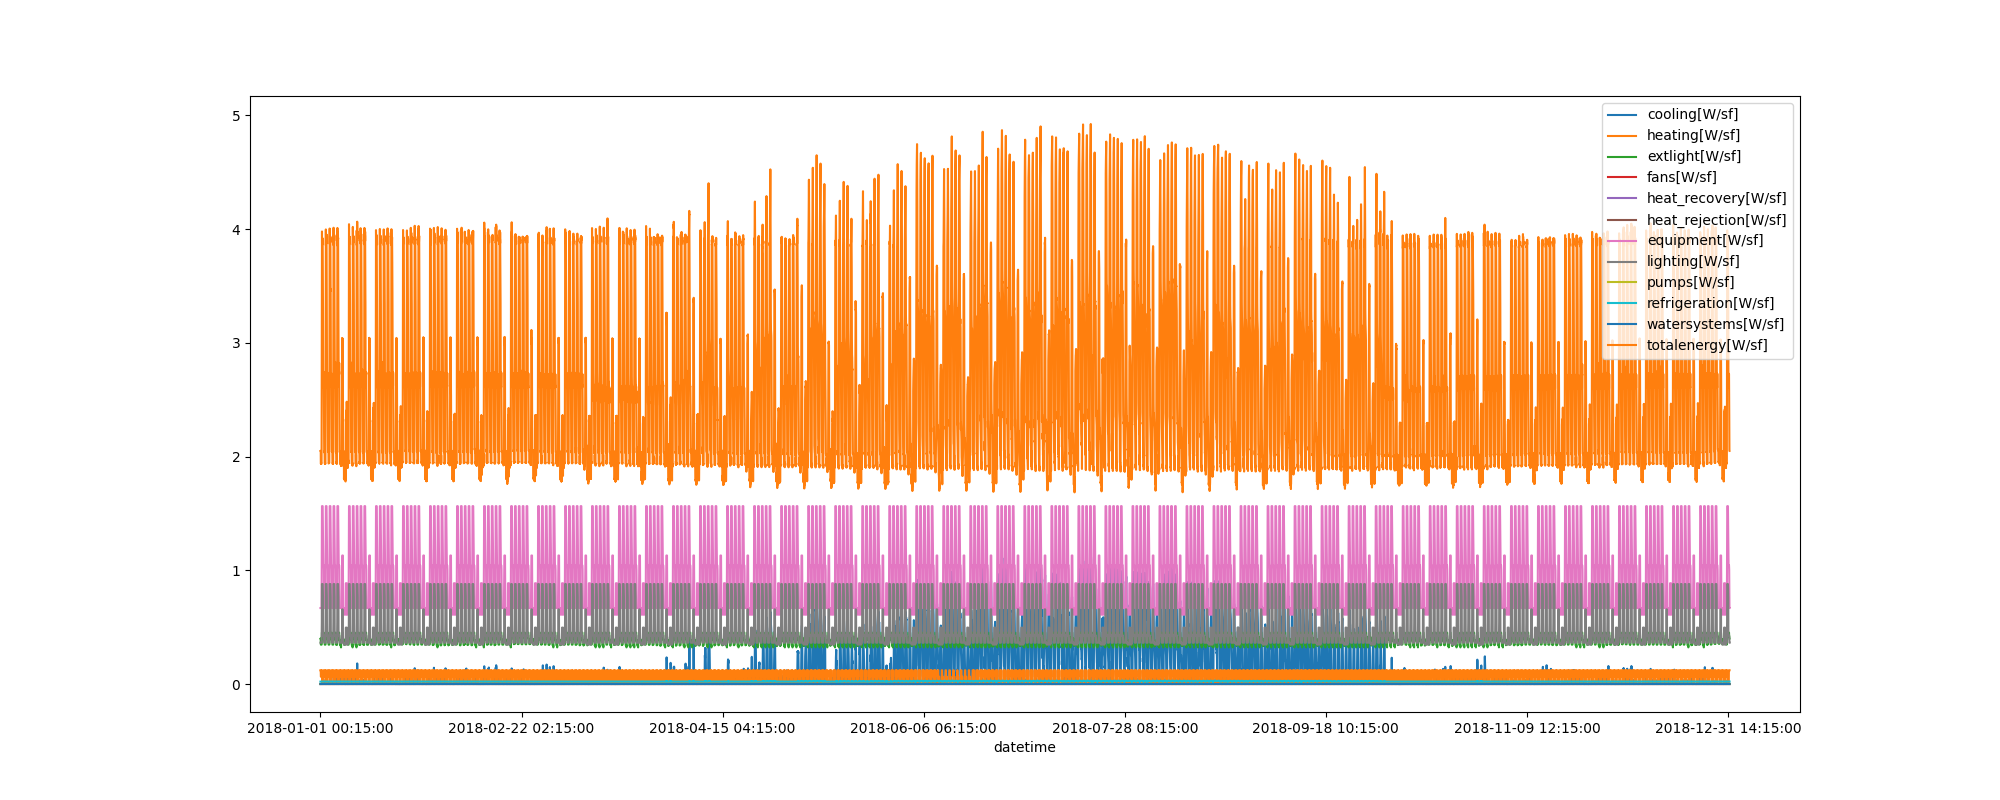 5
4
3
2
1
0
cooling[W/sf]
heating[W/sf]
extlight[W/sf]
fans[W/sf]
heat_recovery[W/sf]
heat_rejection[W/sf]
equipment[W/sf]
lighting[W/sf]
pumps[W/sf]
refrigeration[W/sf]
watersystems[W/sf]
totalenergy[W/sf]
2018-01-01 00:15:00 2018-02-22 02:15:00 2018-04-15 04:15:00 2018-06-06 06:15:00 2018-07-28 08:15:00 2018-09-18 10:15:00 2018-11-09 12:15:00 2018-12-31 14:15:00
datetime